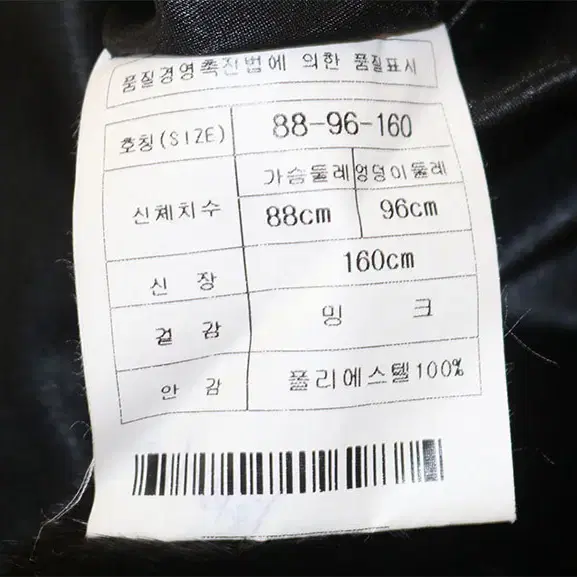 품질경영촉진법에 의한 품질표시
호칭(SIZE) 88-96-160
가슴둘레 엉덩이둘레
신체치수 88cm 96cm
신 장 160cm
겉 감 밍 크
안 감 폴리에스텔100%